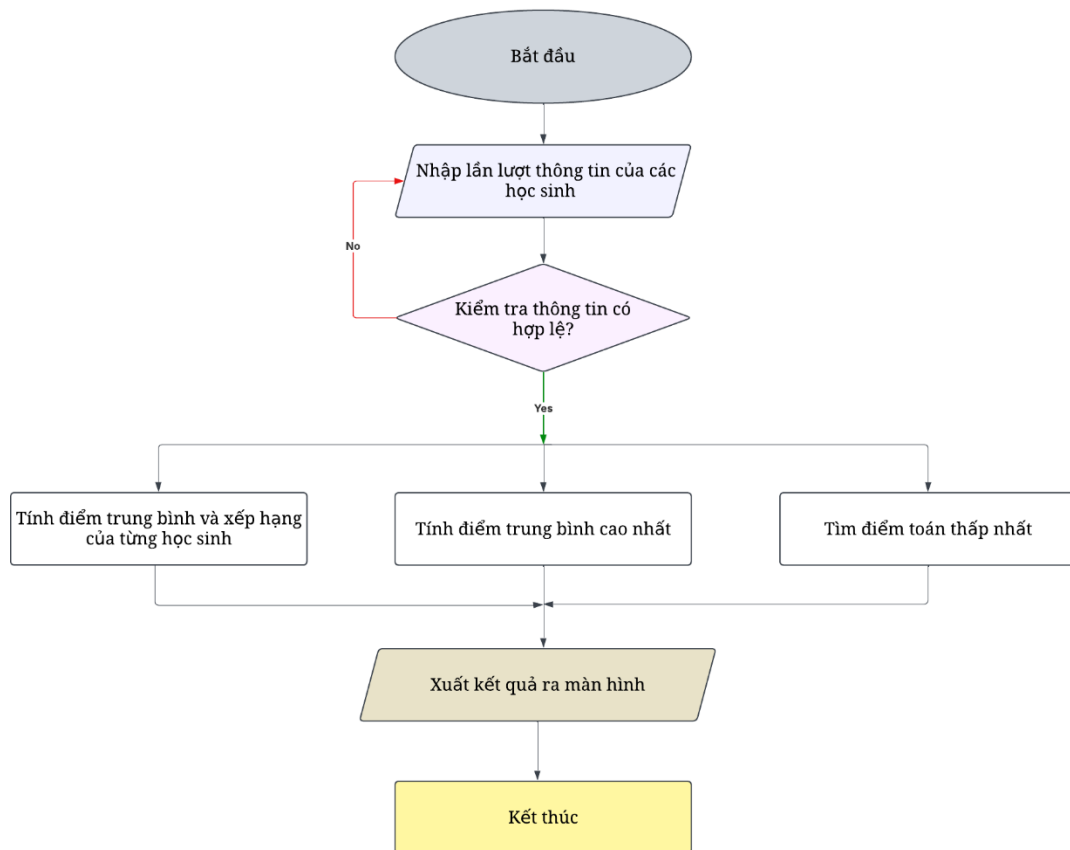 Bắt đầu
Nhập lần lượt thông tin của các
học sinh
No
Kiểm tra thông tin có
hợp lệ?
Yes
Tính điểm trung bình và xếp hạng
của từng học sinh
Tính điểm trung bình cao nhất
Tìm điểm toán thấp nhất
Xuất kết quả ra màn hình
Kết thúc